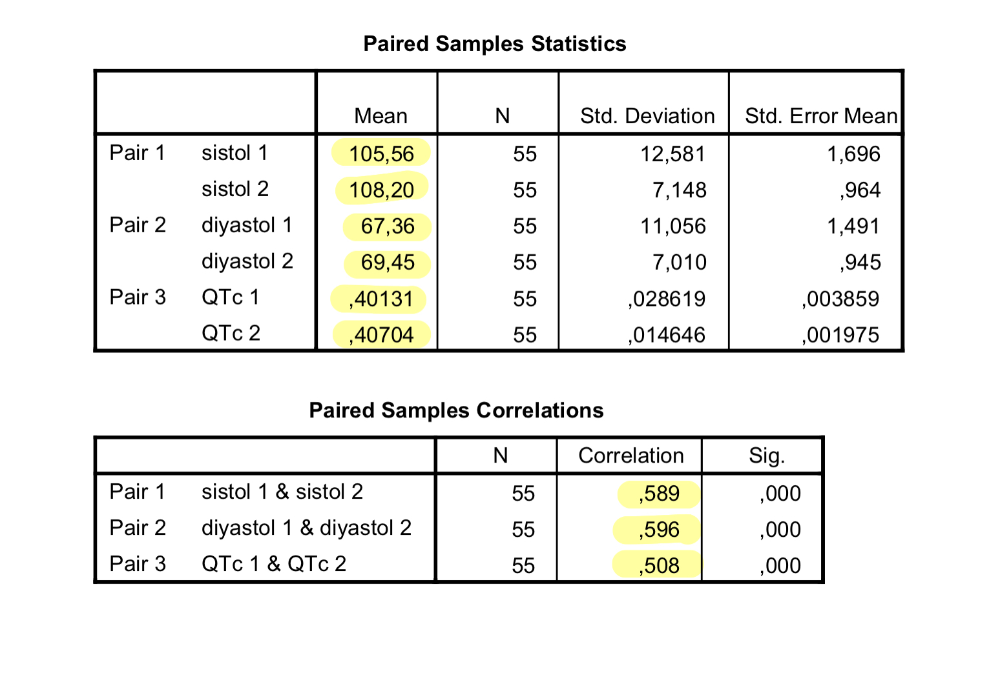 Paired Samples Statistics
Mean N Std. Deviation Std. Error Mean
Pair 1 sistol 1 105,56 55 12,581 1,696
sistol 2 108,20 55 7,148 ,964
Pair 2 diyastol 1 67,36 55 11,056 1,491
diyastol 2 69,45 55 7,010 ,945
Pair 3 QTc 1 ,40131 55 ,028619 ,003859
QTc 2 ,40704 55 ,014646 ,001975
Paired Samples Correlations
N Correlation Sig.
Pair 1 sistol 1 & sistol 2 55 ,589 ,000
Pair 2 diyastol 1 & diyastol 2 55 ,596 ,000
Pair 3 QTc 1 & QTc 2 55 ,508 ,000